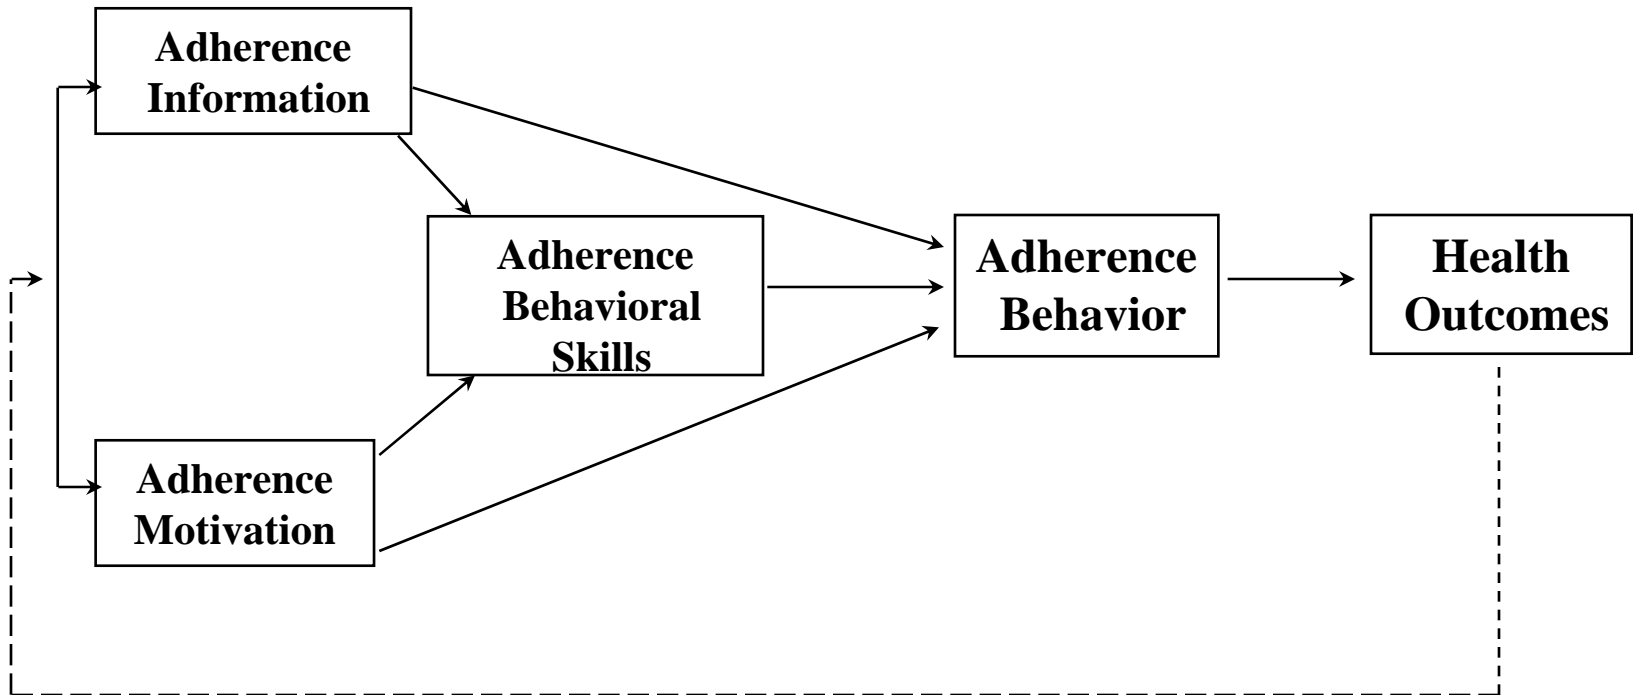 Adherence
Information
Adherence
Behavioral
Skills
Adherence
Behavior
Health
Outcomes
Adherence
Motivation